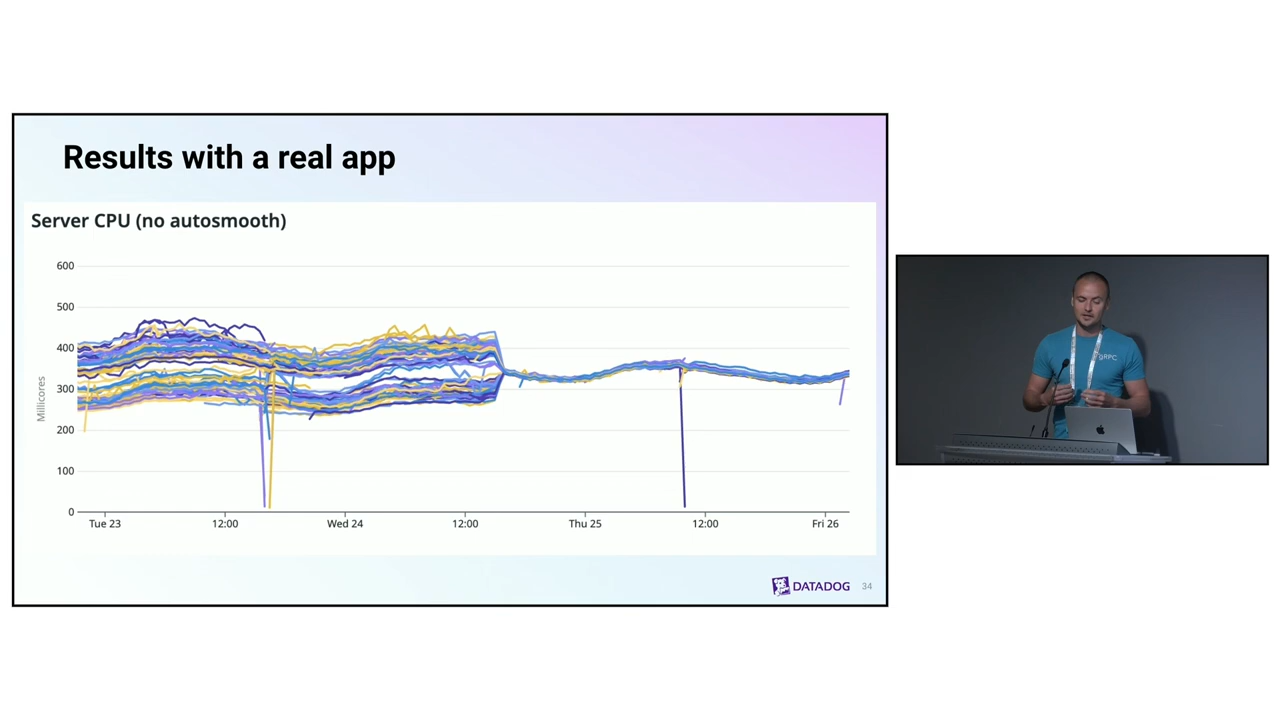 Results with a real app
Server CPU (no autosmooth)
600
500
400
300
200
100
0
Millicores
Tue 23
12:00
Wed 24
12:00
Thu 25
12:00
Fri 26
DATADOG
34
gRPC